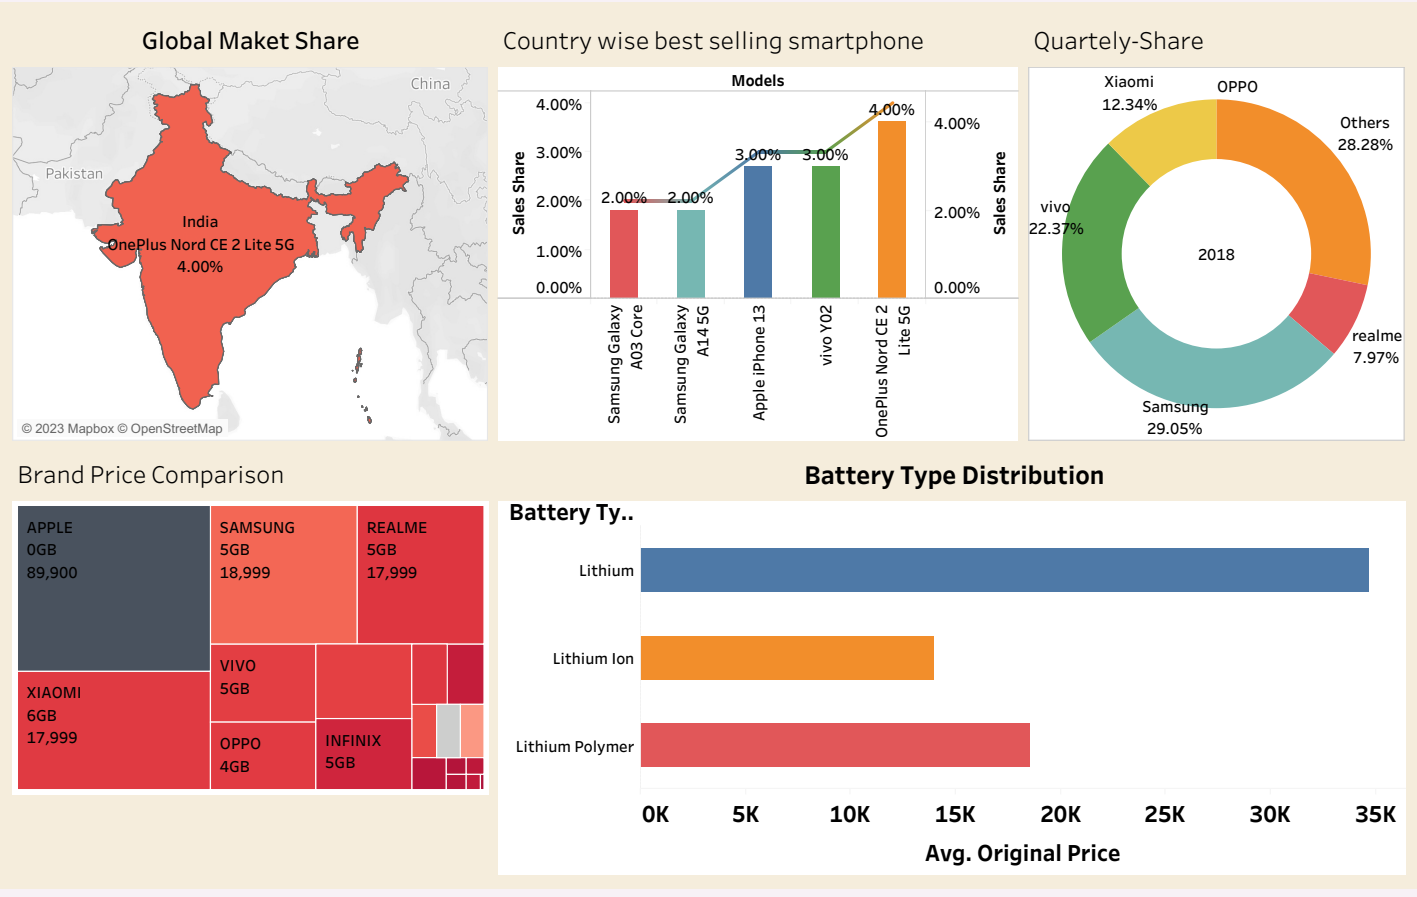 Global Maket Share
China
Pakistan
India
OnePlus Nord CE 2 Lite 5G
4.00%
© 2023 Mapbox © OpenStreetMap
Country wise best selling smartphone
Models
Sales Share
4.00%
3.00%
2.00%
1.00%
0.00%
2.00%
2.00%
3.00%
3.00%
4.00%
4.00%
2.00%
0.00%
Sales Share
Samsung Galaxy
A03 Core
Samsung Galaxy
A14 5G
Apple iPhone 13
vivo Y02
OnePlus Nord CE 2
Lite 5G
Quartely-Share
Xiaomi
12.34%
OPPO
Others
28.28%
vivo
22.37%
2018
realme
7.97%
Samsung
29.05%
Brand Price Comparison
APPLE
0GB
89,900
SAMSUNG
5GB
18,999
REALME
5GB
17,999
XIAOMI
6GB
17,999
VIVO
5GB
OPPO
4GB
INFINIX
5GB
Battery Type Distribution
Battery Ty..
Lithium
Lithium Ion
Lithium Polymer
0K
5K
10K
15K
20K
25K
30K
35K
Avg. Original Price